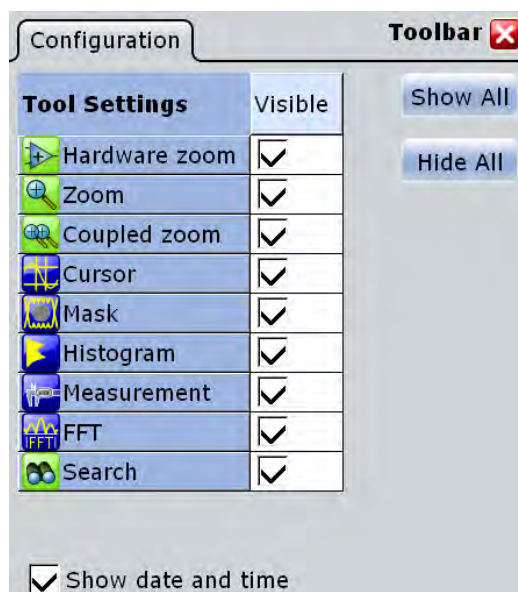 Configuration
Toolbar
Tool Settings Visible
Show All
Hardware zoom
Hide All
Zoom
Coupled zoom
Cursor
Mask
Histogram
Measurement
FFT
FFT
Search
Show date and time